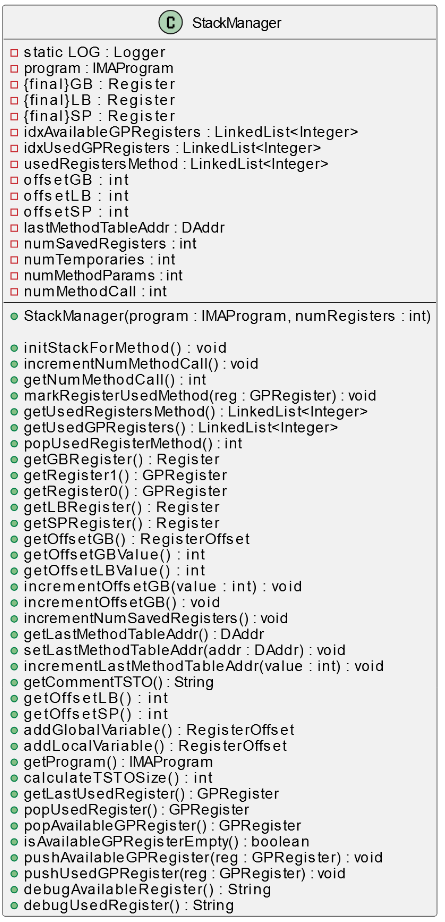 C StackManager
static LOG : Logger
program : IMAProgram
{final}GB : Register
{final}LB : Register
{final}SP : Register
idxAvailableGPRegisters : LinkedList<Integer>
idxUsedGPRegisters : LinkedList<Integer>
usedRegistersMethod : LinkedList<Integer>
offsetGB : int
offsetLB : int
offsetSP : int
lastMethodTableAddr : DAddr
numSavedRegisters : int
numTemporaries : int
numMethodParams : int
numMethodCall : int
StackManager(program : IMAProgram, numRegisters : int)
initStackForMethod() : void
incrementNumMethodCall() : void
getNumMethodCall() : int
markRegisterUsedMethod(reg : GPRegister) : void
getUsedRegistersMethod() : LinkedList<Integer>
getUsedGPRegisters() : LinkedList<Integer>
popUsedRegisterMethod() : int
getGBRegister() : Register
getRegister1() : GPRegister
getRegister0() : GPRegister
getLBRegister() : Register
getSPRegister() : Register
getOffsetGB() : RegisterOffset
getOffsetGBValue() : int
getOffsetLBValue() : int
incrementOffsetGB(value : int) : void
incrementOffsetGB() : void
incrementNumSavedRegisters() : void
getLastMethodTableAddr() : DAddr
setLastMethodTableAddr(addr : DAddr) : void
incrementLastMethodTableAddr(value : int) : void
getCommentTSTO() : String
getOffsetLB() : int
getOffsetSP() : int
addGlobalVariable() : RegisterOffset
addLocalVariable() : RegisterOffset
getProgram() : IMAProgram
calculateTSTOSize() : int
getLastUsedRegister() : GPRegister
popUsedRegister() : GPRegister
popAvailableGPRegister() : GPRegister
isAvailableGPRegisterEmpty() : boolean
pushAvailableGPRegister(reg : GPRegister) : void
pushUsedGPRegister(reg : GPRegister) : void
debugAvailableRegister() : String
debugUsedRegister() : String